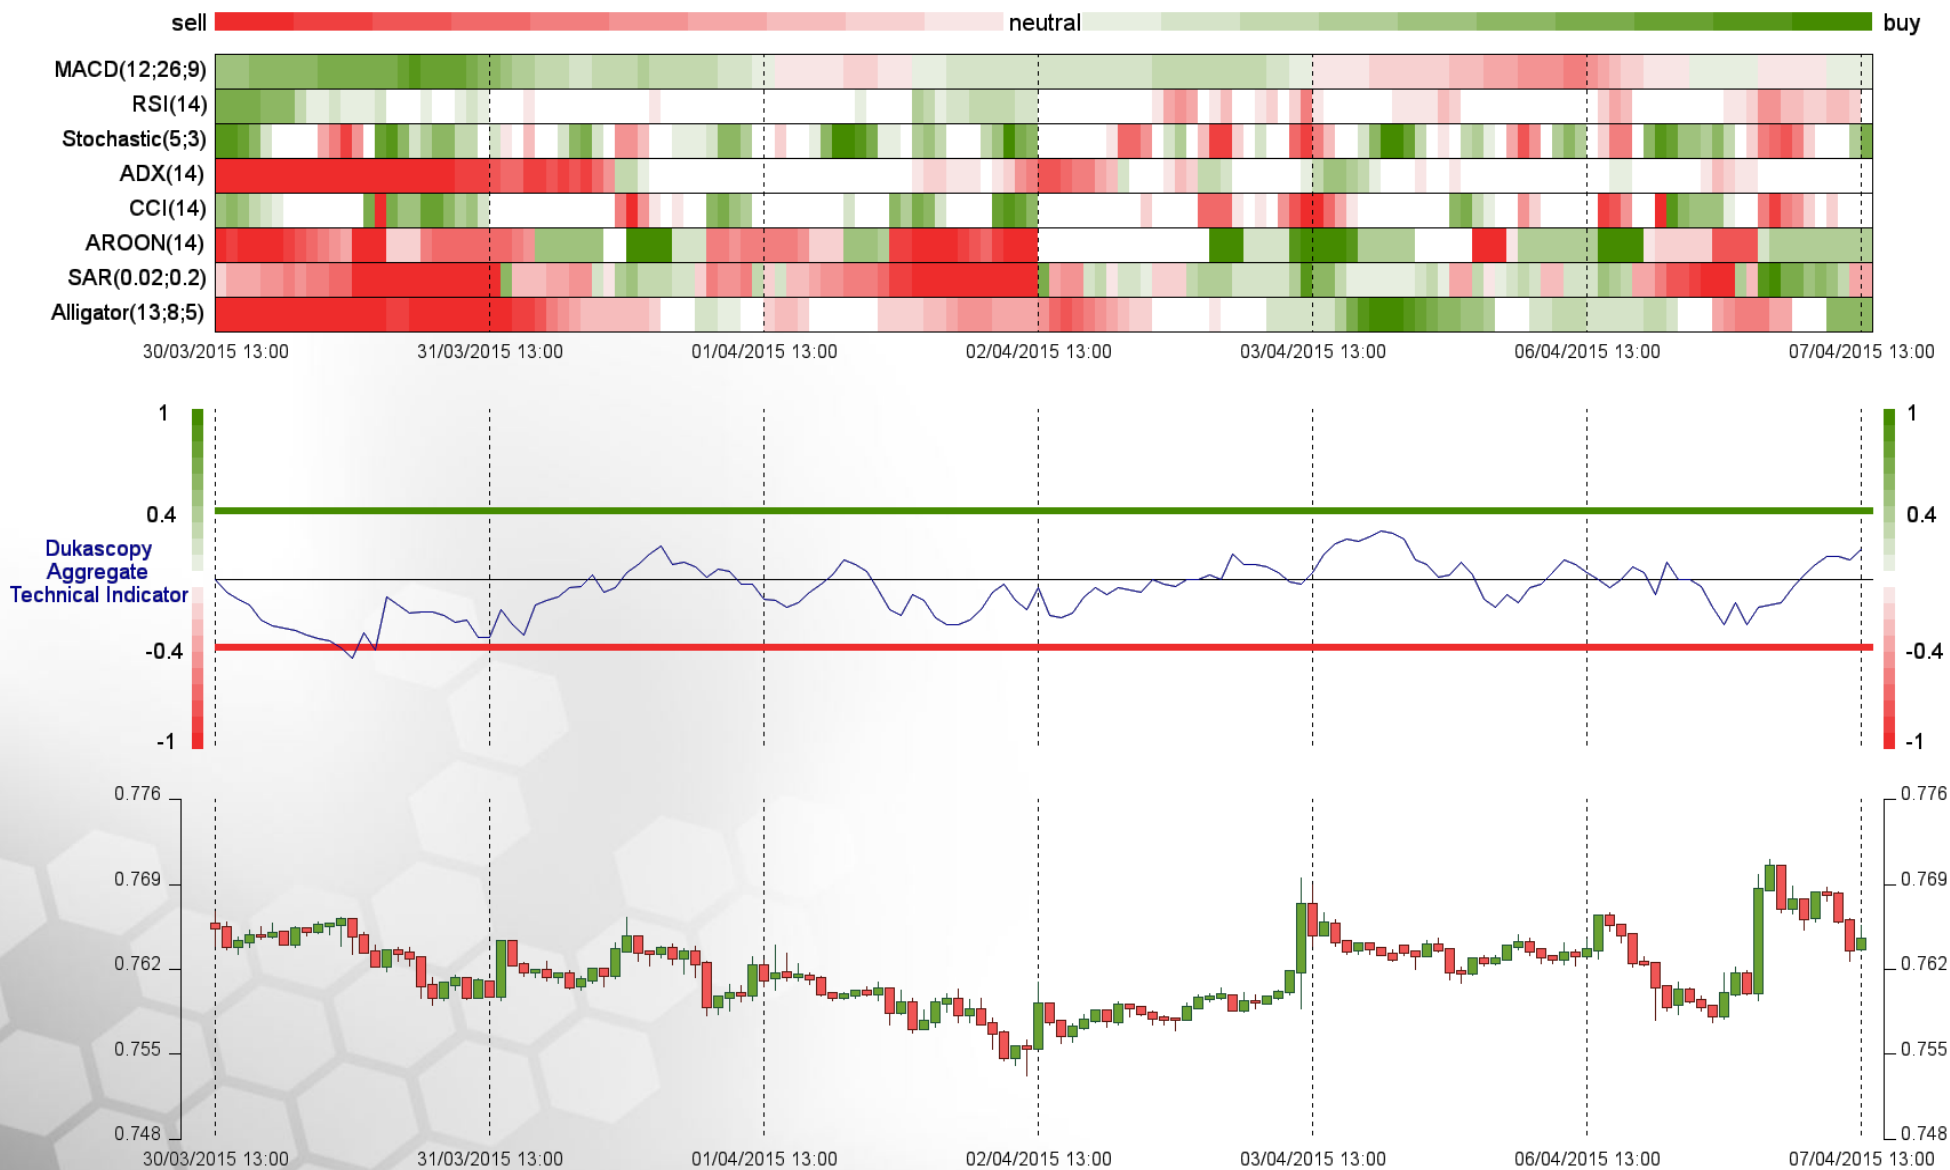 sell neutral buy
MACD(12;26;9)
RSI(14)
Stochastic(5;3)
ADX(14)
CCI(14)
AROON(14)
SAR(0.02;0.2)
Alligator(13;8;5)
30/03/2015 13:00 31/03/2015 13:00 01/04/2015 13:00 02/04/2015 13:00 03/04/2015 13:00 06/04/2015 13:00 07/04/2015 13:00
1 1
0.4 0.4
Dukascopy
Aggregate
Technical Indicator
-0.4 -0.4
-1 -1
0.776 0.776
0.769 0.769
0.762 0.762
0.755 0.755
0.748 0.748
30/03/2015 13:00 31/03/2015 13:00 01/04/2015 13:00 02/04/2015 13:00 03/04/2015 13:00 06/04/2015 13:00 07/04/2015 13:00